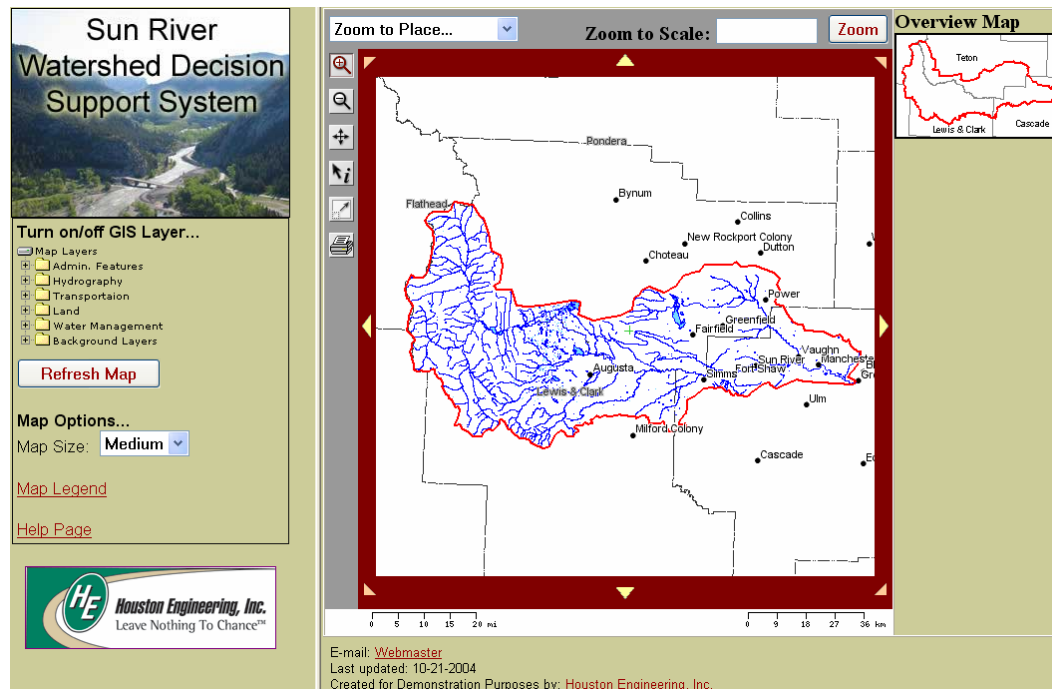 Sun River
Watershed Decision
Support System
Turn on/off GIS Layer...
Map Layers
Admin. Features
Hydrography
Transportaion
Land
Water Management
Background Layers
Refresh Map
Map Options...
Map Size: Medium
Map Legend
Help Page
HE
Houston Engineering, Inc.
Leave Nothing To Chance™
Zoom to Place...
Zoom to Scale:
Zoom
Pondera
Flathead
Bynum
Collins
New Rockport Colony
Dutton
Choteau
Power
Greenfield
Fairfield
Vaughn
Sun River
Mancheste
Fort Shaw
Simms
Augusta
Lewis & Clark
Gre
Ulm
Milford Colony
Cascade
0 5 10 15 20 mi
0 9 18 27 36 km
E-mail: Webmaster
Last updated: 10-21-2004
Created for Demonstration Purposes by: Houston Engineering, Inc.
Overview Map
Teton
Lewis & Clark
Cascade